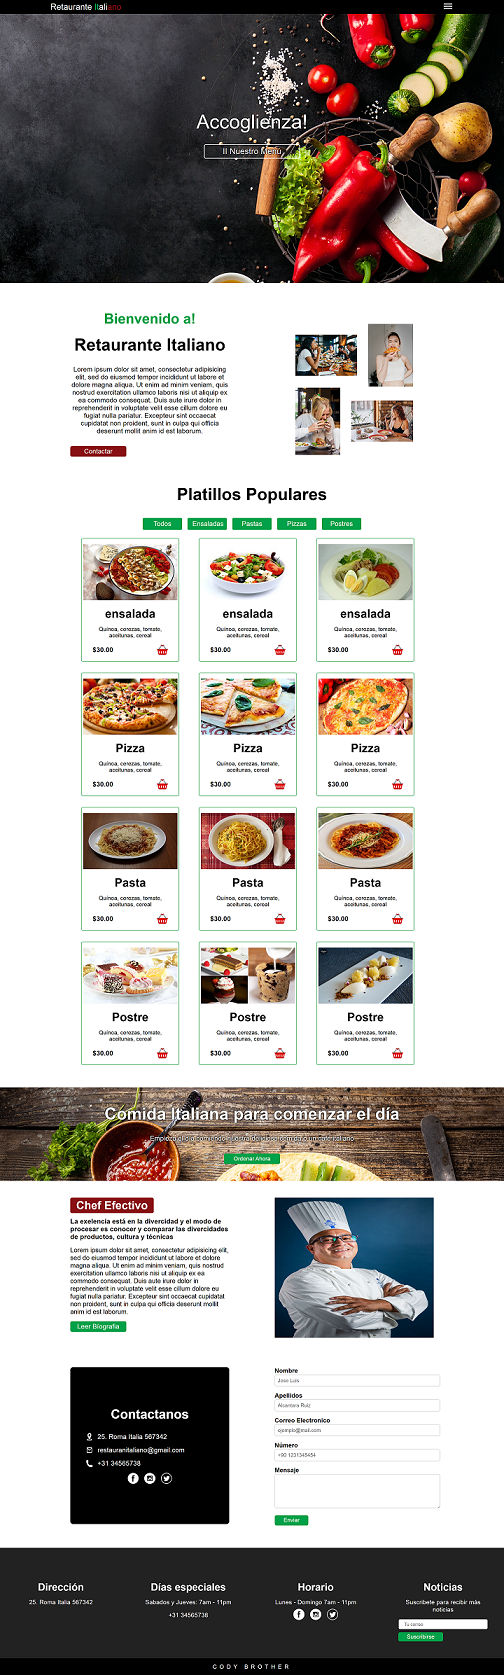 Retaurante Italiano
Accoglienza!
Il Nuestro Menú
Bienvenido a!
Retaurante Italiano
Lorem ipsum dolor sit amet, consectetur adipisicing
elit, sed do eiusmod tempor incididunt ut labore et
dolore magna aliqua. Ut enim ad minim veniam, quis
nostrud exercitation ullamco laboris nisi ut aliquip ex
ea commodo consequat. Duis aute irure dolor in
reprehenderit in voluptate velit esse cillum dolore eu
fugiat nulla pariatur. Excepteur sint occaecat
cupidatat non proident, sunt in culpa qui officia
deserunt mollit anim id est laborum.
Contactar
Platillos Populares
Todos Ensaladas Pastas Pizzas Postres
ensalada ensalada ensalada
Quinoa, cerezas, tomate, Quinoa, cerezas, tomate, Quinoa, cerezas, tomate,
aceitunas, cereal aceitunas, cereal aceitunas, cereal
$30.00 $30.00 $30.00
Pizza Pizza Pizza
Quinoa, cerezas, tomate, Quinoa, cerezas, tomate, Quinoa, cerezas, tomate,
aceitunas, cereal aceitunas, cereal aceitunas, cereal
$30.00 $30.00 $30.00
Pasta Pasta Pasta
Quinoa, cerezas, tomate, Quinoa, cerezas, tomate, Quinoa, cerezas, tomate,
aceitunas, cereal aceitunas, cereal aceitunas, cereal
$30.00 $30.00 $30.00
Postre Postre Postre
Quinoa, cerezas, tomate, Quinoa, cerezas, tomate, Quinoa, cerezas, tomate,
aceitunas, cereal aceitunas, cereal aceitunas, cereal
$30.00 $30.00 $30.00
Comida Italiana para comenzar el día
Ordenar Ahora
Chef Efectivo
La exelencia está en la divercidad y el modo de
procesar es conocer y comparar las divercidades
de productos, cultura y técnicas
Lorem ipsum dolor sit amet, consectetur adipisicing elit,
sed do eiusmod tempor incididunt ut labore et dolore
magna aliqua. Ut enim ad minim veniam, quis nostrud
exercitation ullamco laboris nisi ut aliquip ex ea
commodo consequat. Duis aute irure dolor in
reprehenderit in voluptate velit esse cillum dolore eu
fugiat nulla pariatur. Excepteur sint occaecat cupidatat
non proident, sunt in culpa qui officia deserunt mollit
anim id est laborum.
Leer Biografia
Contactanos
25. Roma Italia 567342
restauranitaliano@gmail.com
+31 34565738
Nombre
Jose Luis
Apellidos
Alcantara Ruiz
Correo Electronico
ejemplo@mail.com
Número
+90 1231345454
Mensaje
Enviar
Dirección
25. Roma Italia 567342
Días especiales
Sabados y Jueves: 7am - 11pm
+31 34565738
Horario
Lunes - Domingo 7am - 11pm
Noticias
Suscribete para recibir más
noticias
Tu correo
Suscribirse
CODY BROTHER